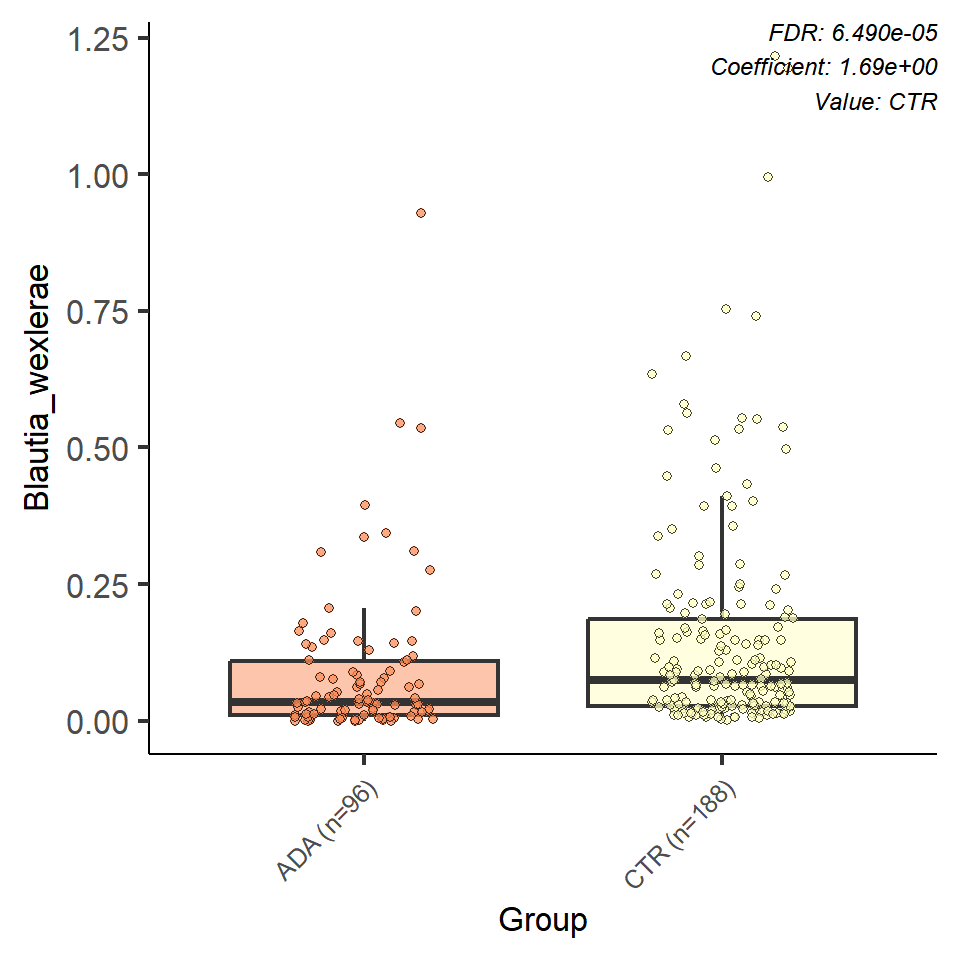 FDR: 6.490e-05
Coefficient: 1.69e+00
Value: CTR
1.25
1.00
0.75
0.50
0.25
0.00
Blautia_wexlerae
ADA (n=96)
CTR (n=188)
Group